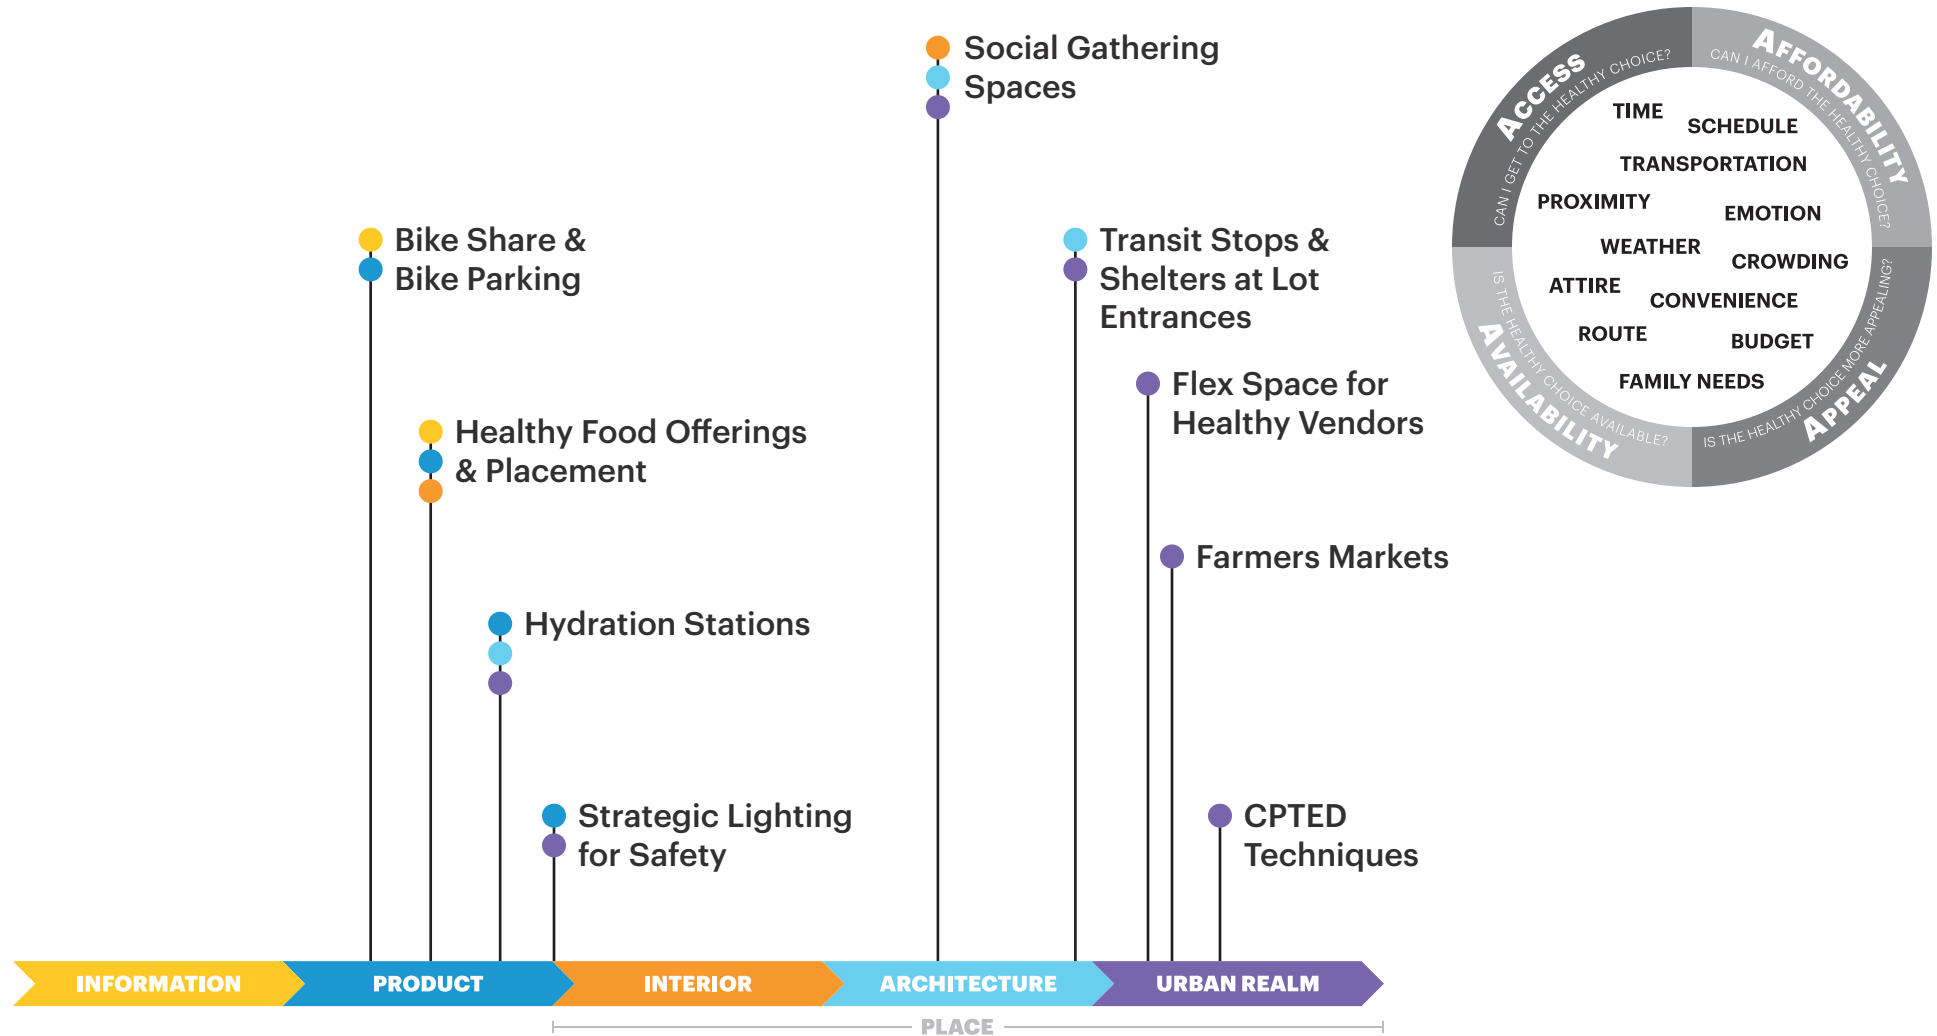 Social Gathering
Spaces
Bike Share &
Bike Parking
Transit Stops &
Shelters at Lot
Entrances
Healthy Food Offerings
& Placement
Flex Space for
Healthy Vendors
Farmers Markets
Hydration Stations
Strategic Lighting
for Safety
CPTED
Techniques
INFORMATION
PRODUCT
INTERIOR
ARCHITECTURE
URBAN REALM
PLACE
ACCESS
CAN I GET TO THE HEALTHY CHOICE?
AFFORDABILITY
CAN I AFFORD THE HEALTHY CHOICE?
AVAILABILITY
IS THE HEALTHY CHOICE AVAILABLE?
APPEAL
IS THE HEALTHY CHOICE MORE APPEALING?
TIME
SCHEDULE
TRANSPORTATION
PROXIMITY
EMOTION
WEATHER
CROWDING
ATTIRE
CONVENIENCE
ROUTE
BUDGET
FAMILY NEEDS